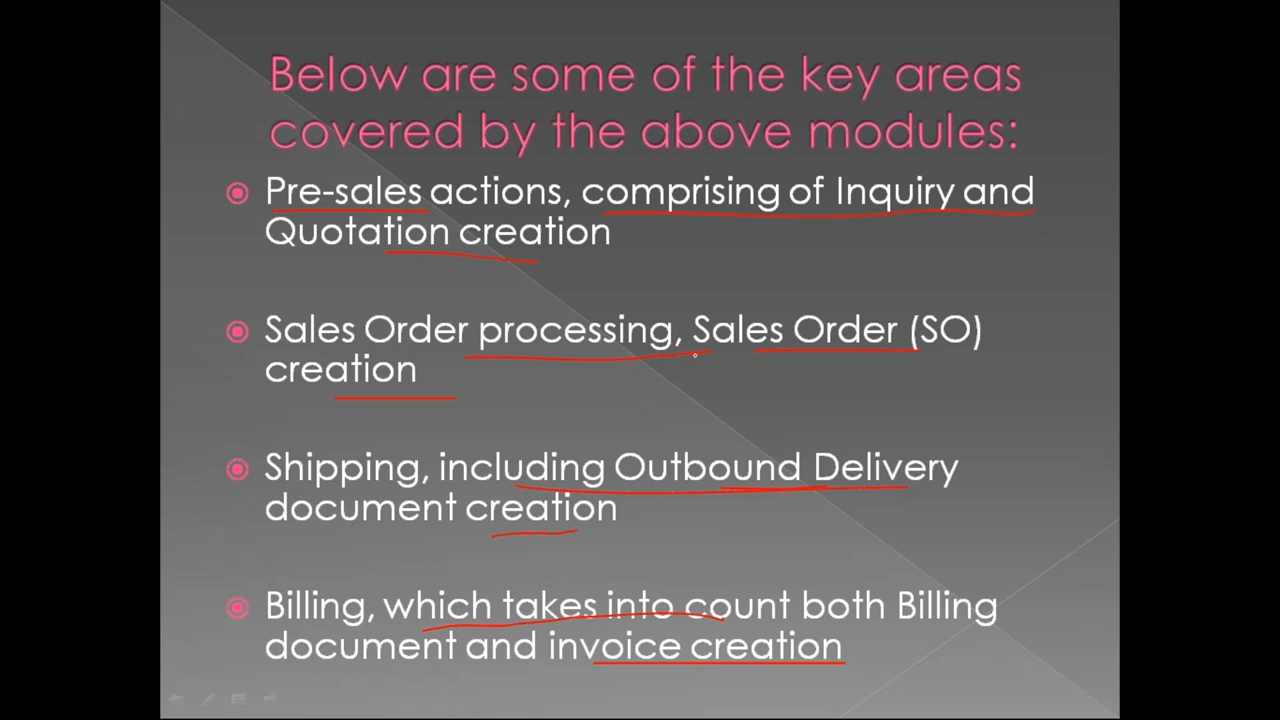 Below are some of the key areas
covered by the above modules:
Pre-sales actions, comprising of Inquiry and
Quotation creation
Sales Order processing, Sales Order (SO)
creation
Shipping, including Outbound Delivery
document creation
Billing, which takes into count both Billing
document and invoice creation